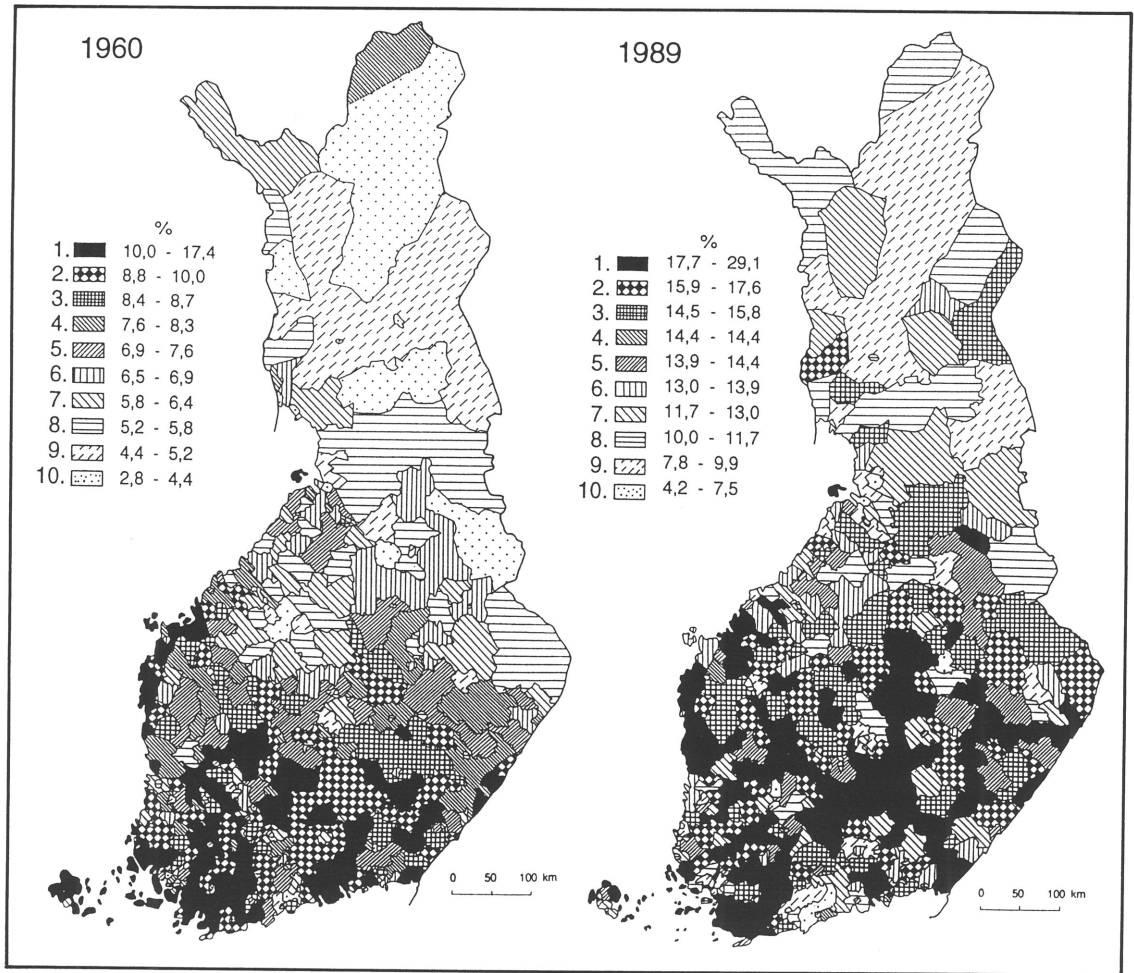 1960
%
1. 10,0 - 17,4
2. 8,8 - 10,0
3. 8,4 - 8,7
4. 7,6 - 8,3
5. 6,9 - 7,6
6. 6,5 - 6,9
7. 5,8 - 6,4
8. 5,2 - 5,8
9. 4,4 - 5,2
10. 2,8 - 4,4
0 50 100 km
1989
%
1. 17,7 - 29,1
2. 15,9 - 17,6
3. 14,5 - 15,8
4. 14,4 - 14,4
5. 13,9 - 14,4
6. 13,0 - 13,9
7. 11,7 - 13,0
8. 10,0 - 11,7
9. 7,8 - 9,9
10. 4,2 - 7,5
0 50 100 km